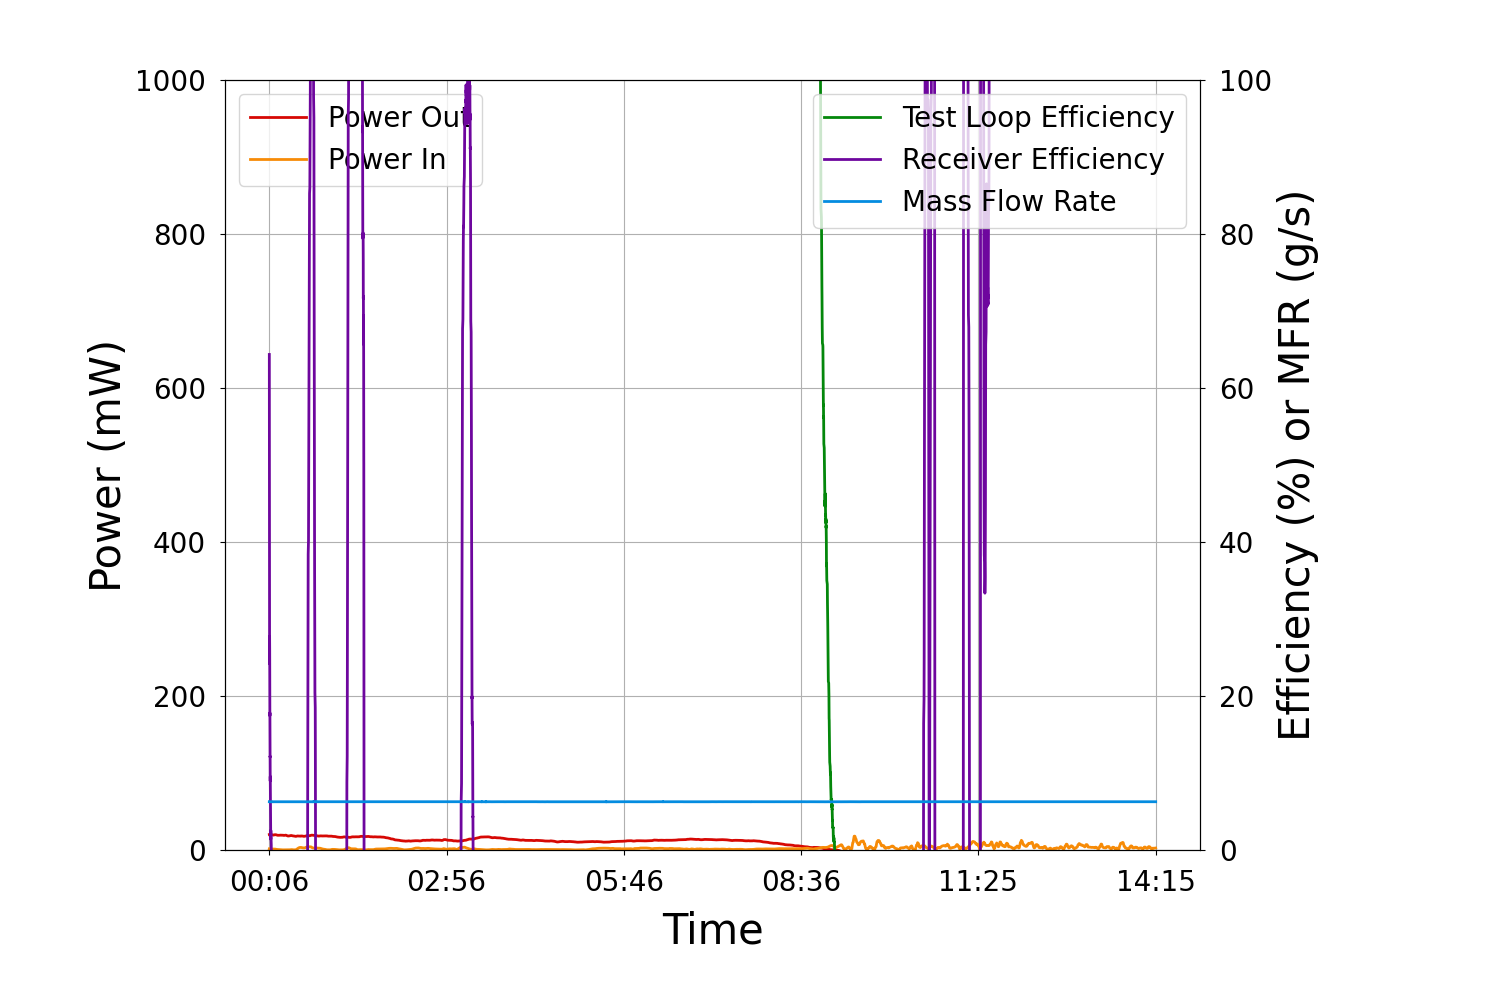 1000
800
600
400
200
0
Power (mW)
Power Out
Power In
Test Loop Efficiency
Receiver Efficiency
Mass Flow Rate
100
80
60
40
20
0
Efficiency (%) or MFR (g/s)
00:06 02:56 05:46 08:36 11:25 14:15
Time